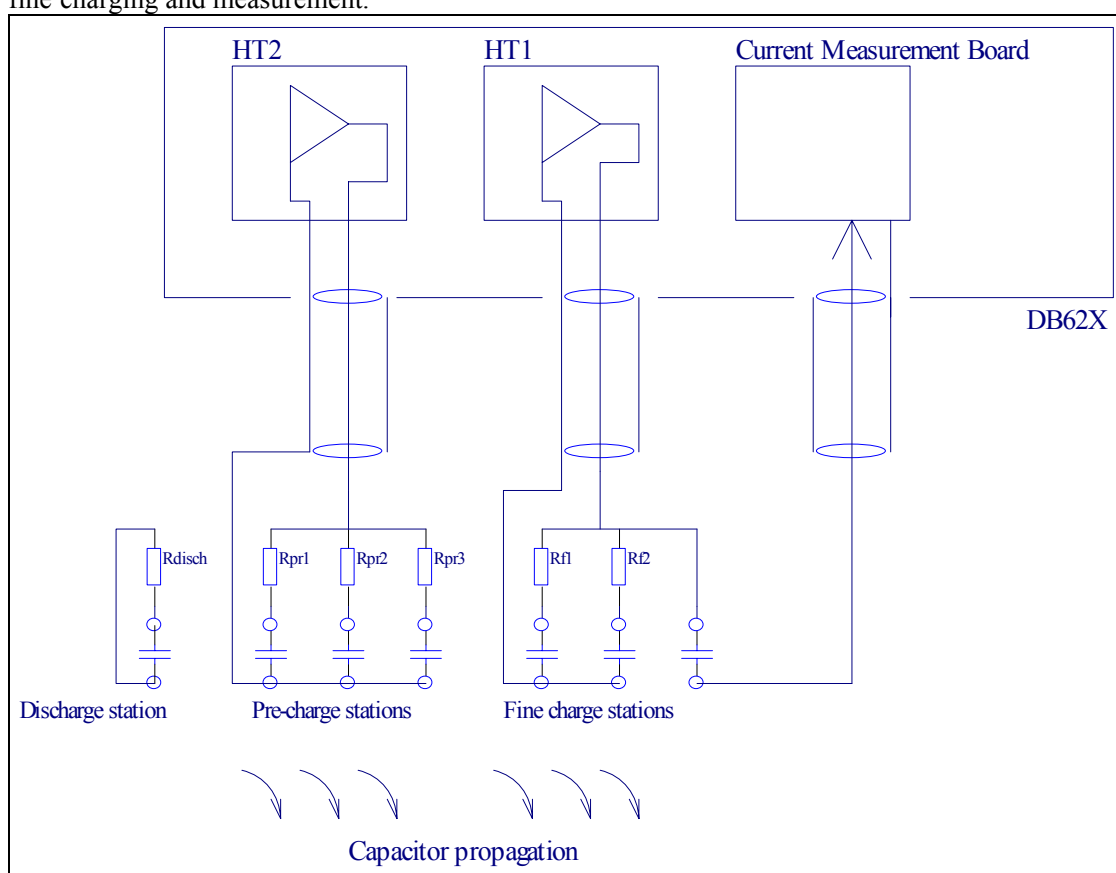 fine charging and measurement.
HT2
HT1
Current Measurement Board
DB62X
Rdisch
Rpr1
Rpr2
Rpr3
Rf1
Rf2
Discharge station
Pre-charge stations
Fine charge stations
Capacitor propagation